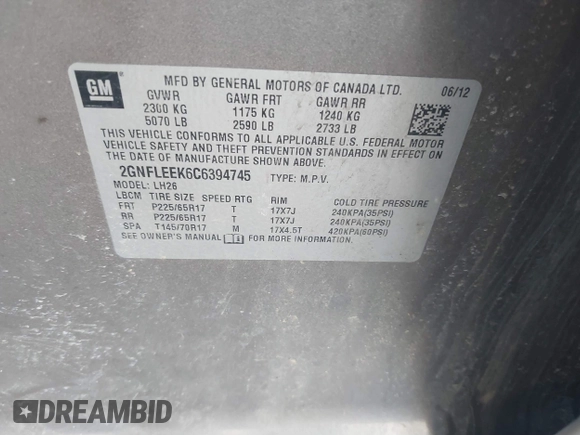 GM
MFD BY GENERAL MOTORS OF CANADA LTD. 06/12
GVWR GAWR FRT GAWR RR
2300 KG 1175 KG 1240 KG
5070 LB 2590 LB 2733 LB
THIS VEHICLE CONFORMS TO ALL APPLICABLE U.S. FEDERAL MOTOR
VEHICLE SAFETY AND THEFT PREVENTION STANDARDS IN EFFECT
ON THE DATE OF MANUFACTURE SHOWN ABOVE.
2GNFLEEK6C6394745 TYPE: M.P.V.
MODEL: LH26
LBCM TIRE SIZE SPEED RTG RIM COLD TIRE PRESSURE
FRT P225/65R17 T 17X7J 240KPA(35PSI)
RR P225/65R17 T 17X7J 240KPA(35PSI)
SPA T145/70R17 M 17X4.5T 420KPA(60PSI)
SEE OWNER'S MANUAL FOR MORE INFORMATION.
DREAMBID